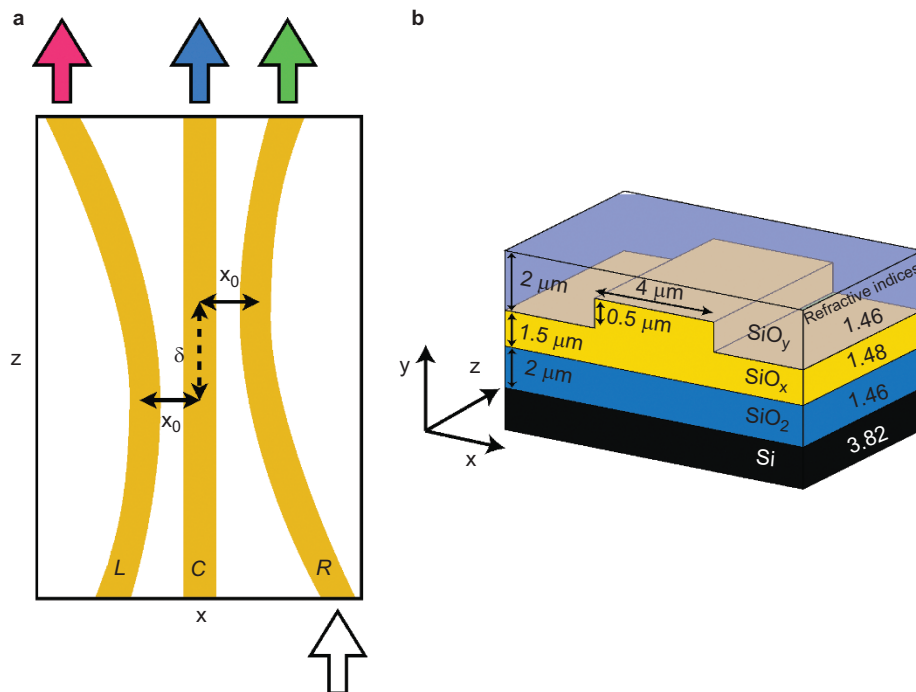 a
x₀
δ
x₀
z
L
C
R
x
b
2 μm
4 μm
0.5 μm
1.5 μm
2 μm
Refractive indices
SiOᵧ
1.46
SiOₓ
1.48
SiO₂
1.46
Si
3.82
y
z
x